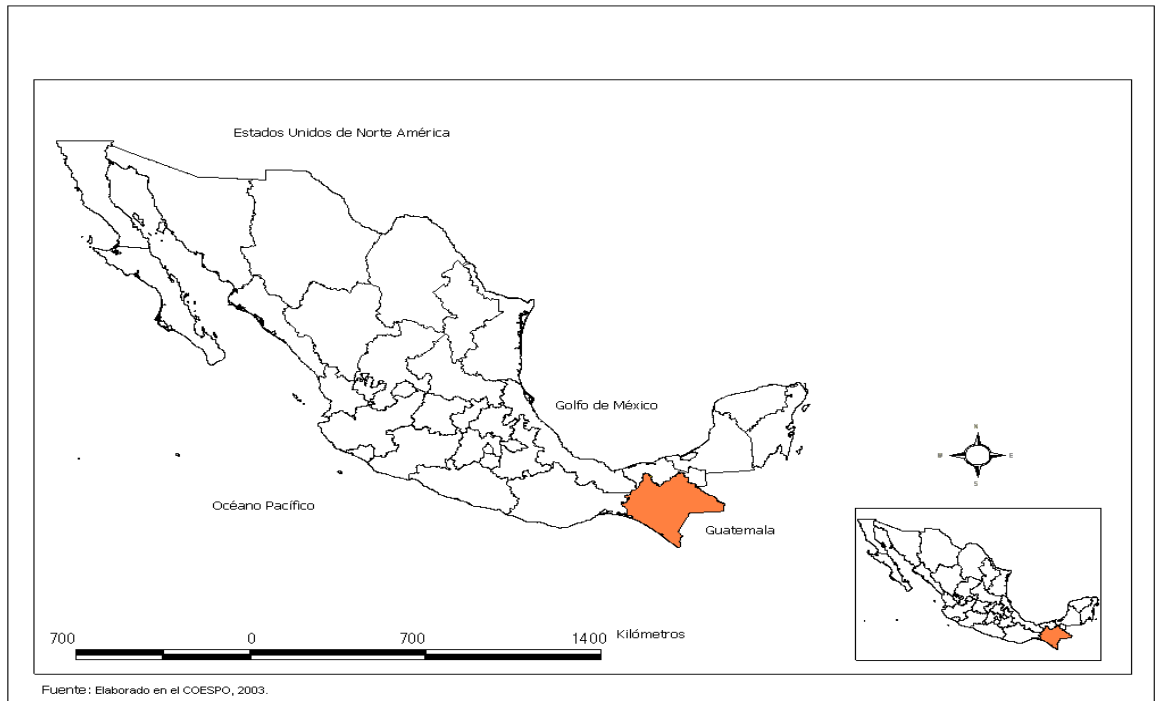 Estados Unidos de Norte América
Golfo de México
N
W E
S
Océano Pacífico
Guatemala
700 0 700 1400 Kilómetros
Fuente: Elaborado en el COESPO, 2003.